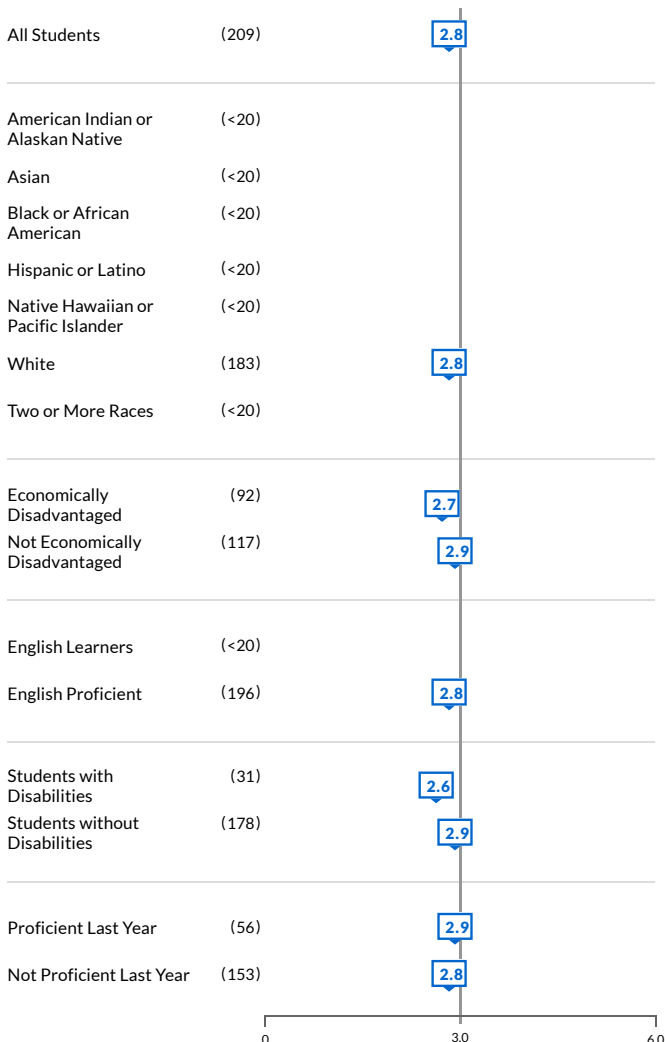 All Students (209) 2.8
American Indian or (<20)
Alaskan Native
Asian (<20)
Black or African (<20)
American
Hispanic or Latino (<20)
Native Hawaiian or (<20)
Pacific Islander
White (183) 2.8
Two or More Races (<20)
Economically (92) 2.7
Disadvantaged
Not Economically (117) 2.9
Disadvantaged
English Learners (<20)
English Proficient (196) 2.8
Students with (31) 2.6
Disabilities
Students without (178) 2.9
Disabilities
Proficient Last Year (56) 2.9
Not Proficient Last Year (153) 2.8
0 3.0 6.0